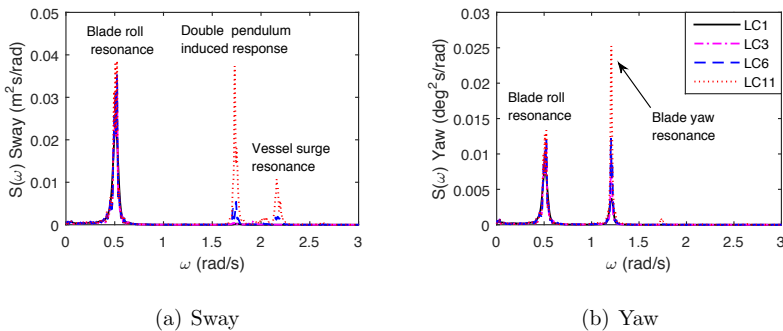 0.05
0.04
0.03
0.02
0.01
0
S(ω) Sway (m²s/rad)
Blade roll
resonance
Double pendulum
induced response
Vessel surge
resonance
0 0.5 1 1.5 2 2.5 3
ω (rad/s)
(a) Sway
0.03
0.025
0.02
0.015
0.01
0.005
0
S(ω) Yaw (deg²s/rad)
LC1
LC3
LC6
LC11
Blade roll
resonance
Blade yaw
resonance
0 0.5 1 1.5 2 2.5 3
ω (rad/s)
(b) Yaw